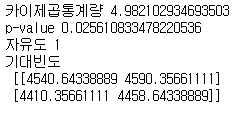 카이제곱통계량 4.982102934693503
p-value 0.025610833478220536
자유도 1
기대빈도
[[4540.64338889 4590.35661111]
[4410.35661111 4458.64338889]]